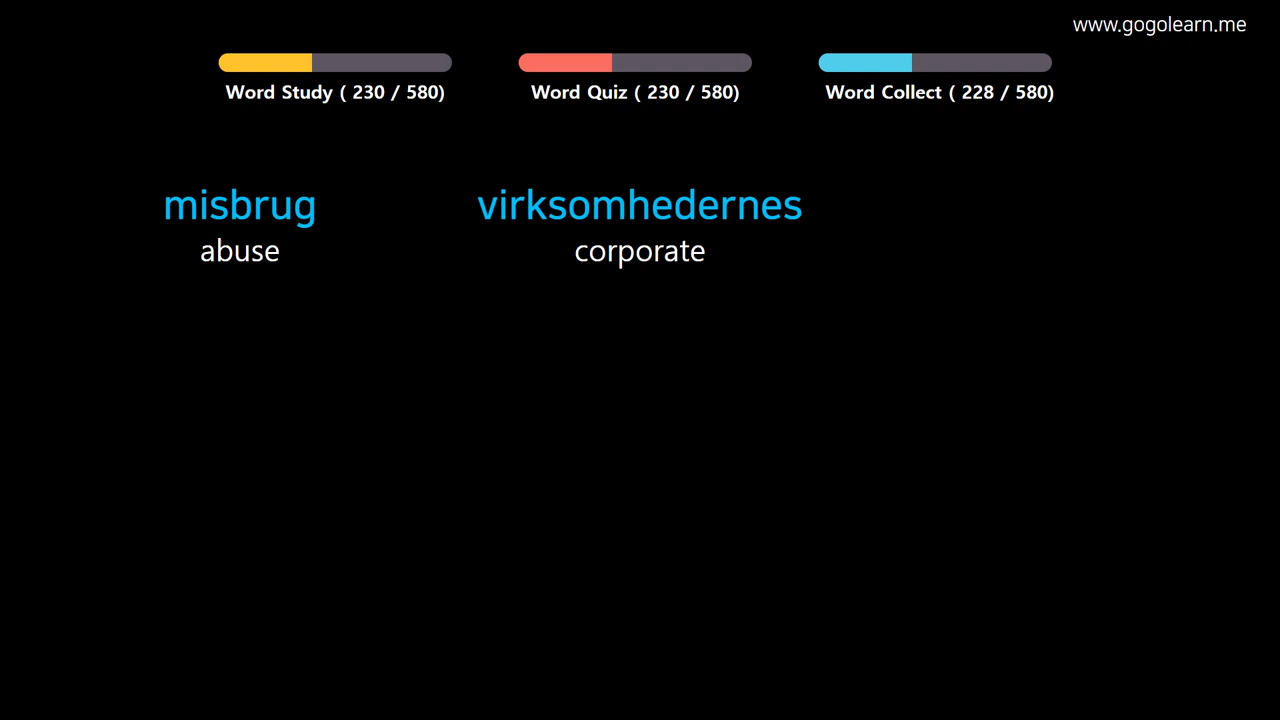 www.gogolearn.me
Word Study ( 230 / 580)
Word Quiz ( 230 / 580)
Word Collect ( 228 / 580)
misbrug
abuse
virksomhedernes
corporate